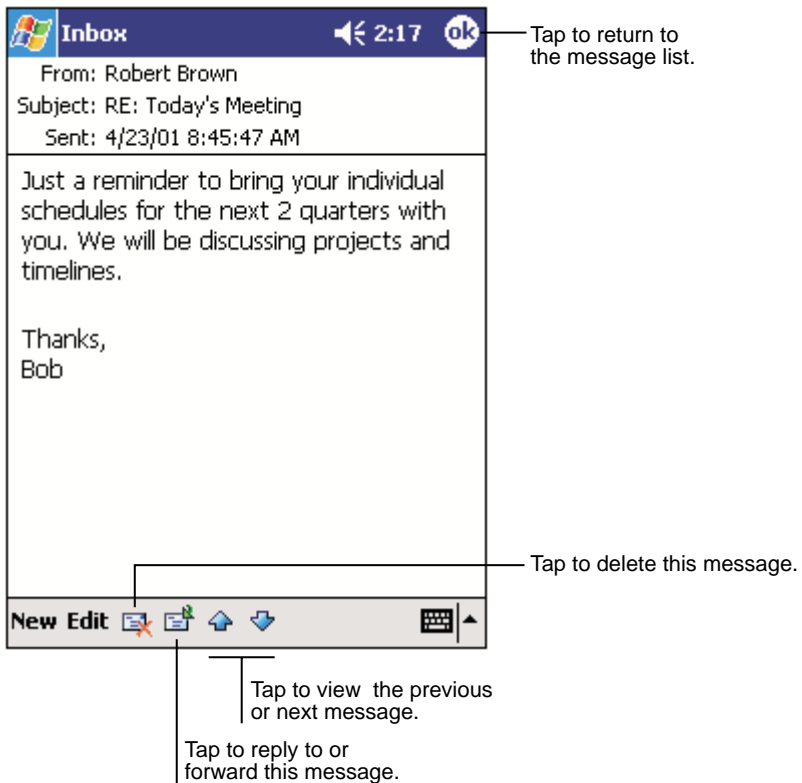 Inbox 2:17 ok
Tap to return to
the message list.
From: Robert Brown
Subject: RE: Today's Meeting
Sent: 4/23/01 8:45:47 AM
Just a reminder to bring your individual
schedules for the next 2 quarters with
you. We will be discussing projects and
timelines.
Thanks,
Bob
Tap to delete this message.
New Edit
Tap to view the previous
or next message.
Tap to reply to or
forward this message.